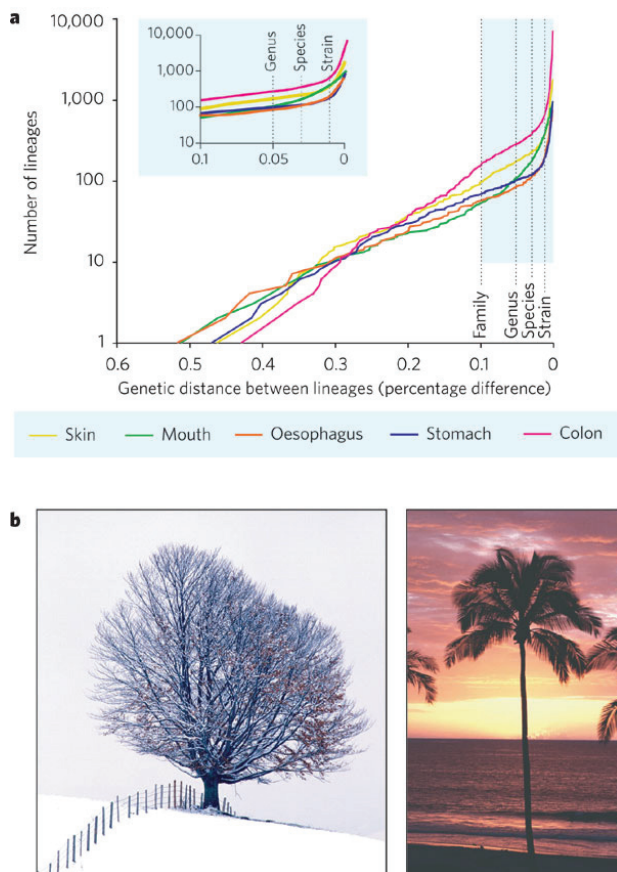 a
10,000
1,000
100
10
1
Number of lineages
10,000
1,000
100
10
Genus
Species
Strain
0.1
0.05
0
Family
Genus
Species
Strain
0.6
0.5
0.4
0.3
0.2
0.1
0
Genetic distance between lineages (percentage difference)
Skin
Mouth
Oesophagus
Stomach
Colon
b